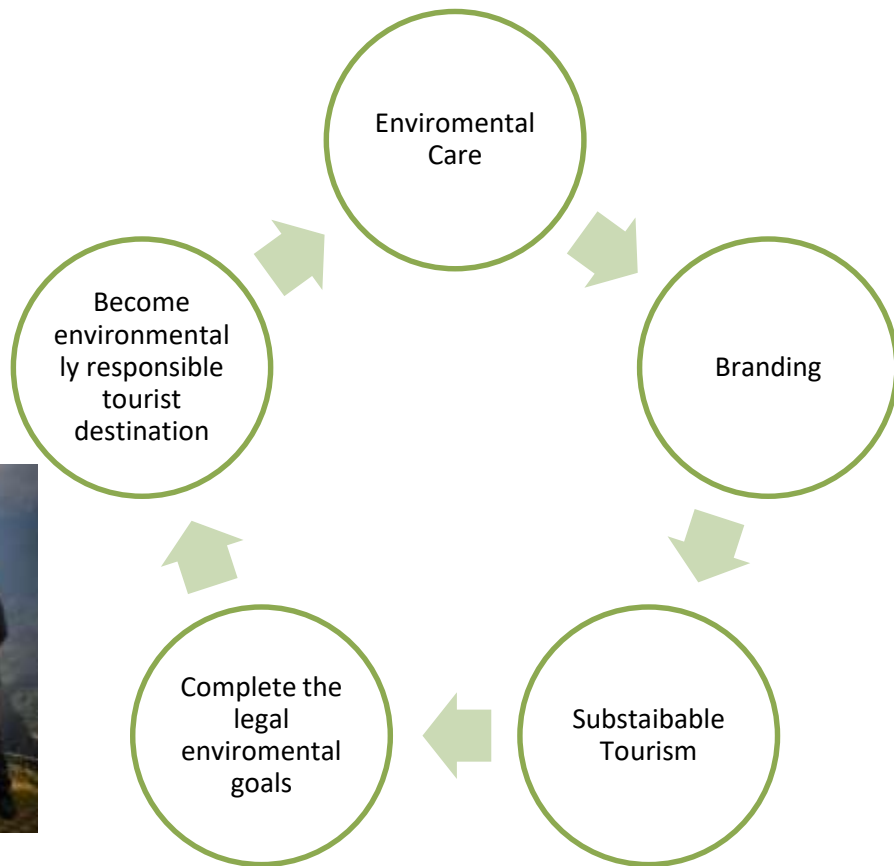 Enviromental
Care
Branding
Substaibable
Tourism
Complete the
legal
enviromental
goals
Become
environmental
ly responsible
tourist
destination